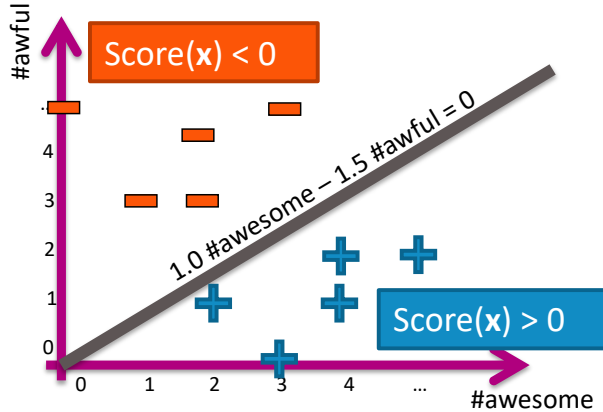 #awful
Score(x) < 0
...
4
3
2
1
0
1.0 #awesome – 1.5 #awful = 0
Score(x) > 0
0 1 2 3 4 ...
#awesome